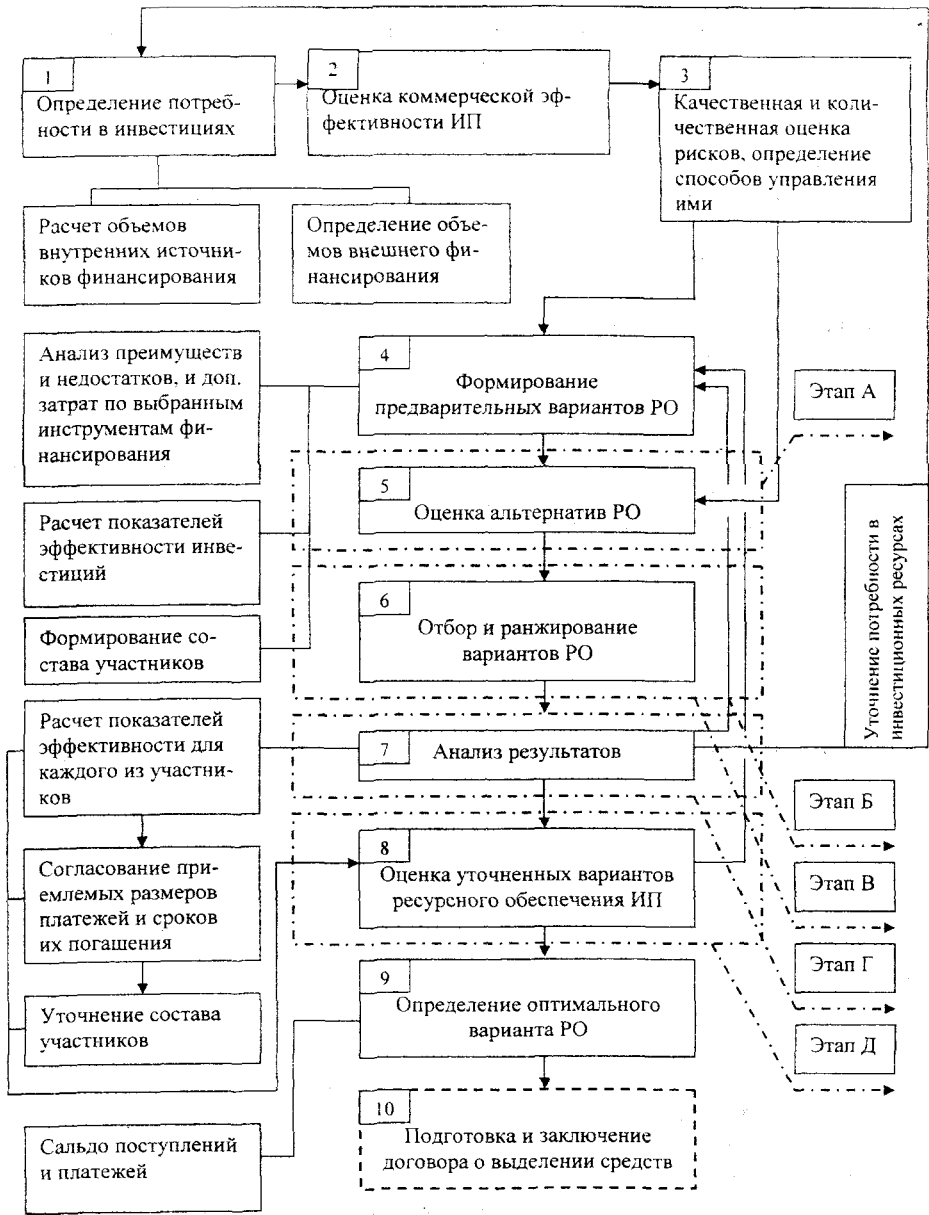 1
Определение потреб-
ности в инвестициях
2
Оценка коммерческой эф-
фективности ИП
3
Качественная и коли-
чественная оценка
рисков, определение
способов управления
ими
Расчет объемов
внутренних источни-
ков финансирования
Определение объе-
мов внешнего фи-
нансирования
Анализ преимуществ
и недостатков, и доп.
затрат по выбранным
инструментам фи-
нансирования
4
Формирование
предварительных вариантов РО
Этап А
5
Оценка альтернатив РО
Расчет показателей
эффективности инве-
стиций
Уточнение потребности в
инвестиционных ресурсах
6
Отбор и ранжирование
вариантов РО
Формирование со-
става участников
Расчет показателей
эффективности для
каждого из участни-
ков
7
Анализ результатов
Этап Б
8
Оценка уточненных вариантов
ресурсного обеспечения ИП
Согласование при-
емлемых размеров
платежей и сроков
их погашения
Этап В
Этап Г
9
Определение оптимального
варианта РО
Уточнение состава
участников
Этап Д
10
Подготовка и заключение
договора о выделении средств
Сальдо поступлений
и платежей